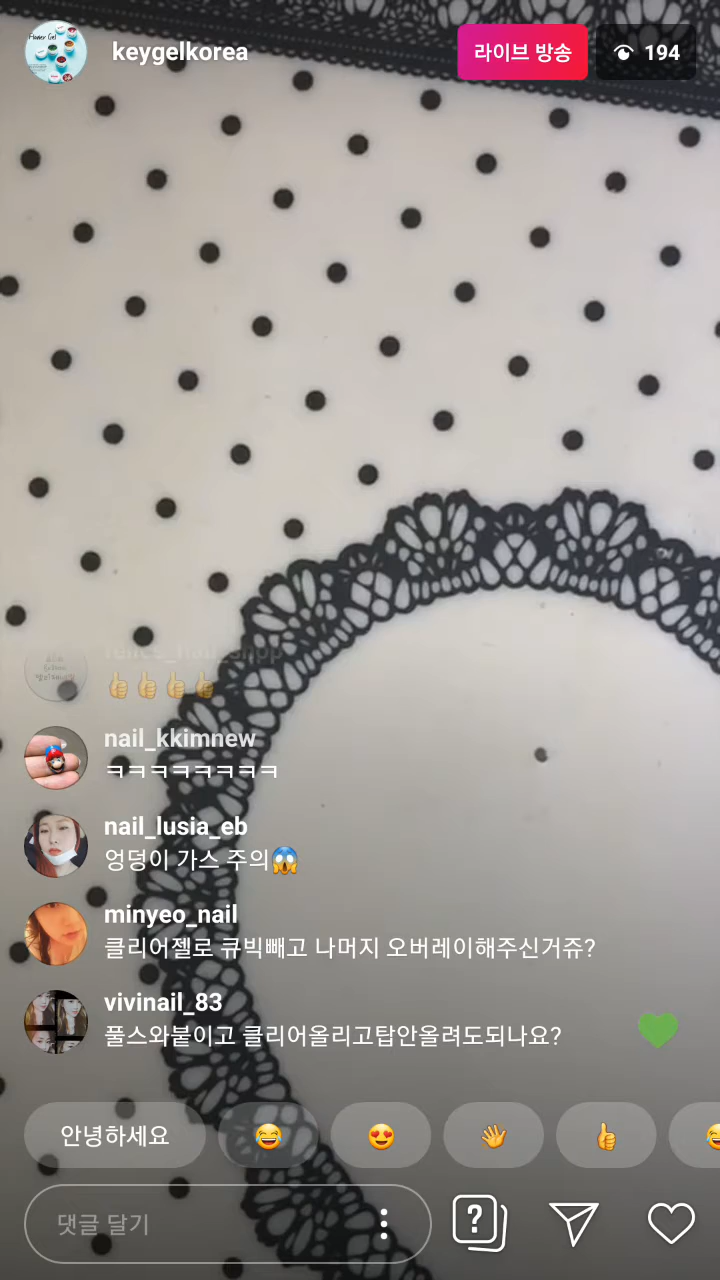 Flower Gel
keygelkorea
라이브 방송
194
👍👍👍👍
nail_kkimnew
ㅋㅋㅋㅋㅋㅋㅋㅋ
nail_lusia_eb
엉덩이 가스 주의😱
minyeo_nail
클리어젤로 큐빅빼고 나머지 오버레이해주신거쥬?
vivinail_83
풀스와붙이고 클리어올리고탑안올려도되나요?
안녕하세요 😂 😍 👋 👍 😂
댓글 달기
?